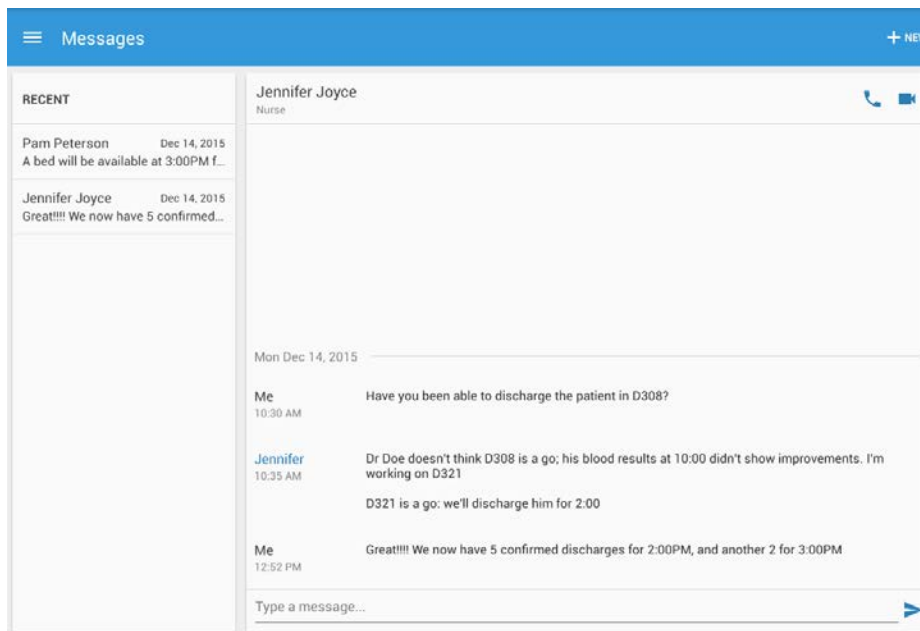 Messages
+ NE
RECENT
Pam Peterson Dec 14, 2015
A bed will be available at 3:00PM f...
Jennifer Joyce Dec 14, 2015
Great!!!! We now have 5 confirmed...
Jennifer Joyce
Nurse
Mon Dec 14, 2015
Me
10:30 AM
Have you been able to discharge the patient in D308?
Jennifer
10:35 AM
Dr Doe doesn't think D308 is a go; his blood results at 10:00 didn't show improvements. I'm
working on D321
D321 is a go: we'll discharge him for 2:00
Me
12:52 PM
Great!!!! We now have 5 confirmed discharges for 2:00PM, and another 2 for 3:00PM
Type a message...